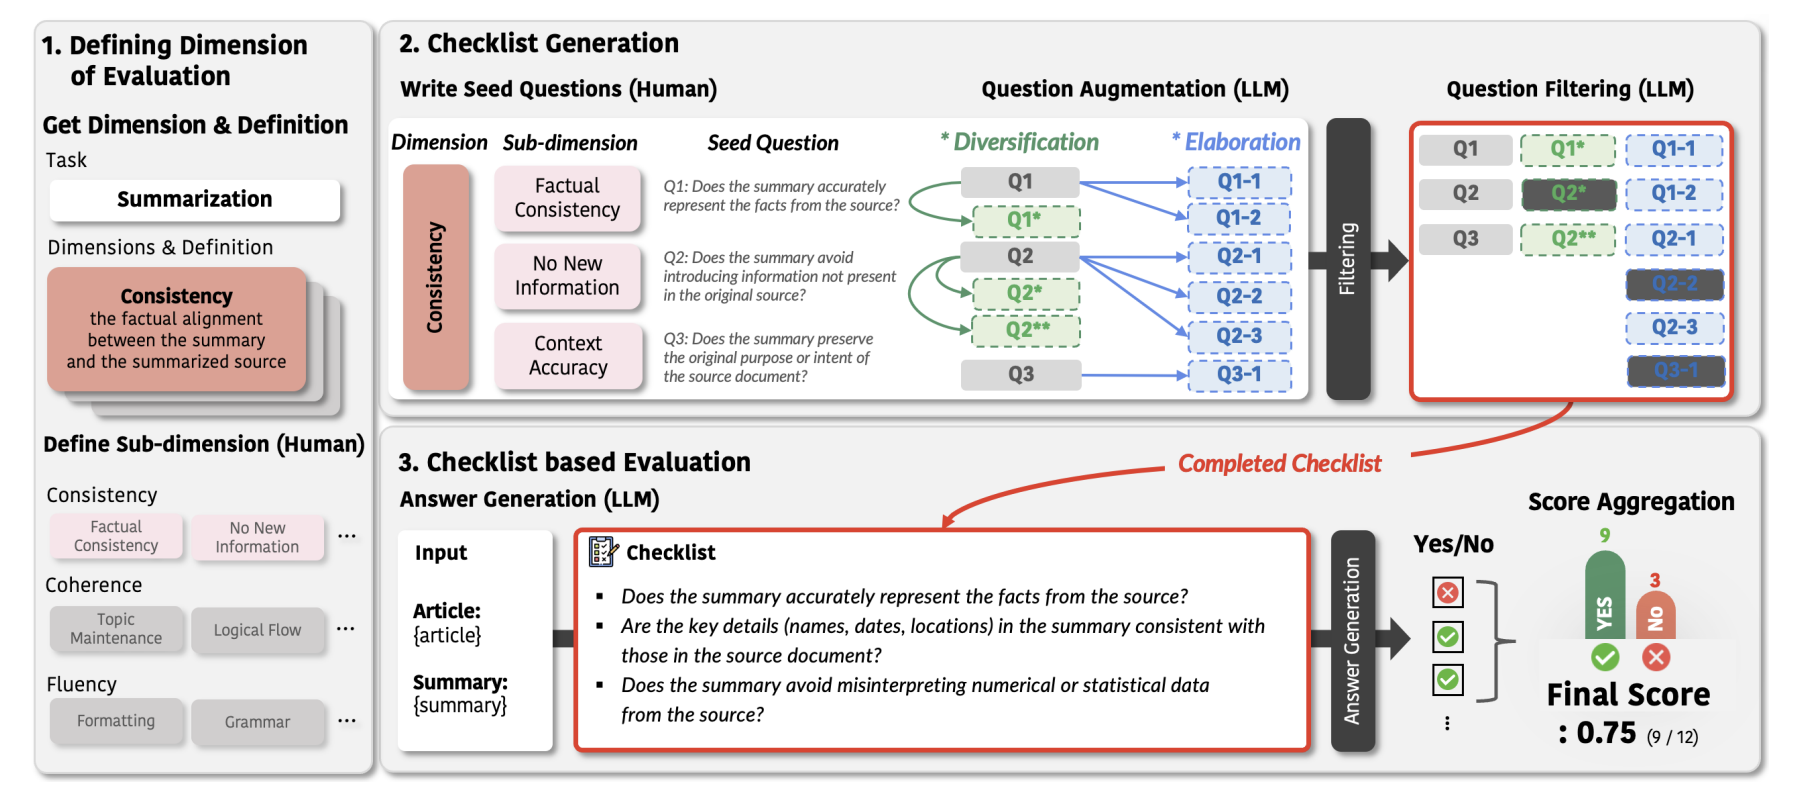 1. Defining Dimension
of Evaluation
Get Dimension & Definition
Task
Summarization
Dimensions & Definition
Consistency
the factual alignment
between the summary
and the summarized source
Define Sub-dimension (Human)
Consistency
Factual
Consistency
No New
Information
...
Coherence
Topic
Maintenance
Logical Flow
...
Fluency
Formatting
Grammar
...
2. Checklist Generation
Write Seed Questions (Human)
Question Augmentation (LLM)
Question Filtering (LLM)
Dimension
Sub-dimension
Seed Question
* Diversification
* Elaboration
Consistency
Factual
Consistency
Q1: Does the summary accurately
represent the facts from the source?
No New
Information
Q2: Does the summary avoid
introducing information not present
in the original source?
Context
Accuracy
Q3: Does the summary preserve
the original purpose or intent of
the source document?
Q1
Q1*
Q2
Q2*
Q2**
Q3
Q1-1
Q1-2
Q2-1
Q2-2
Q2-3
Q3-1
Filtering
Q1
Q1*
Q1-1
Q2
Q2*
Q1-2
Q3
Q2**
Q2-1
Q2-2
Q2-3
Q3-1
3. Checklist based Evaluation
Completed Checklist
Answer Generation (LLM)
Input
Article:
{article}
Summary:
{summary}
Checklist
▪ Does the summary accurately represent the facts from the source?
▪ Are the key details (names, dates, locations) in the summary consistent with
those in the source document?
▪ Does the summary avoid misinterpreting numerical or statistical data
from the source?
Answer Generation
Yes/No
Score Aggregation
9
3
YES
No
Final Score
: 0.75 (9 / 12)